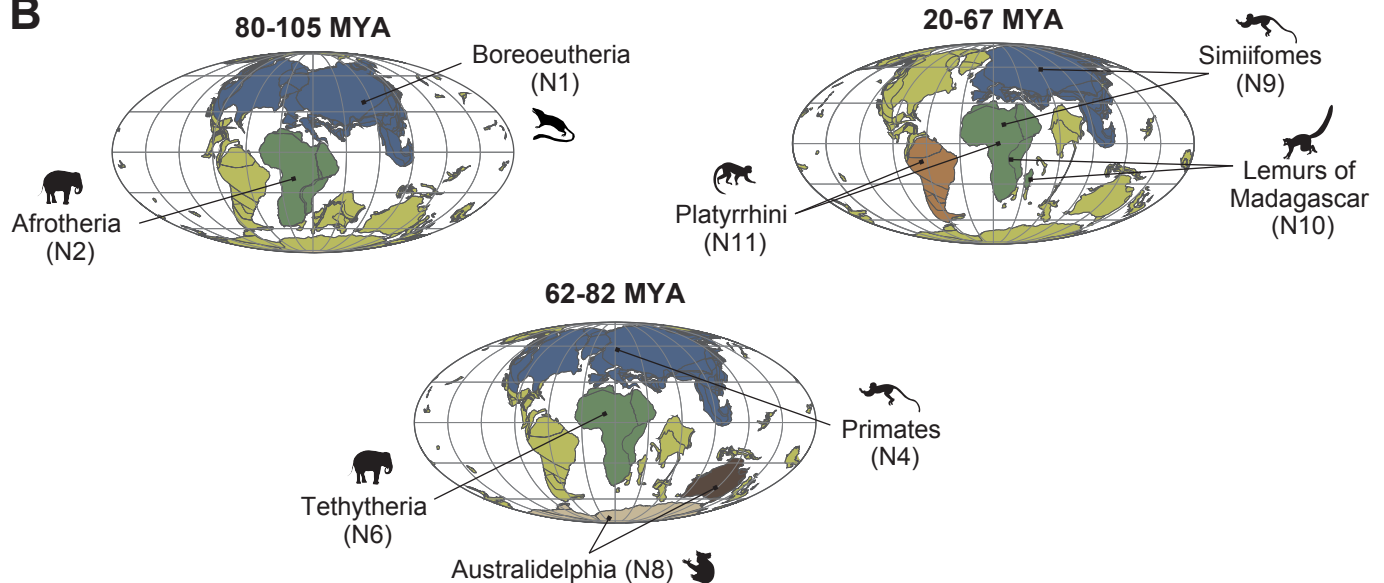 B
80-105 MYA
Boreoeutheria
(N1)
Afrotheria
(N2)
20-67 MYA
Simiifomes
(N9)
Lemurs of
Madagascar
(N10)
Platyrrhini
(N11)
62-82 MYA
Primates
(N4)
Tethytheria
(N6)
Australidelphia (N8)